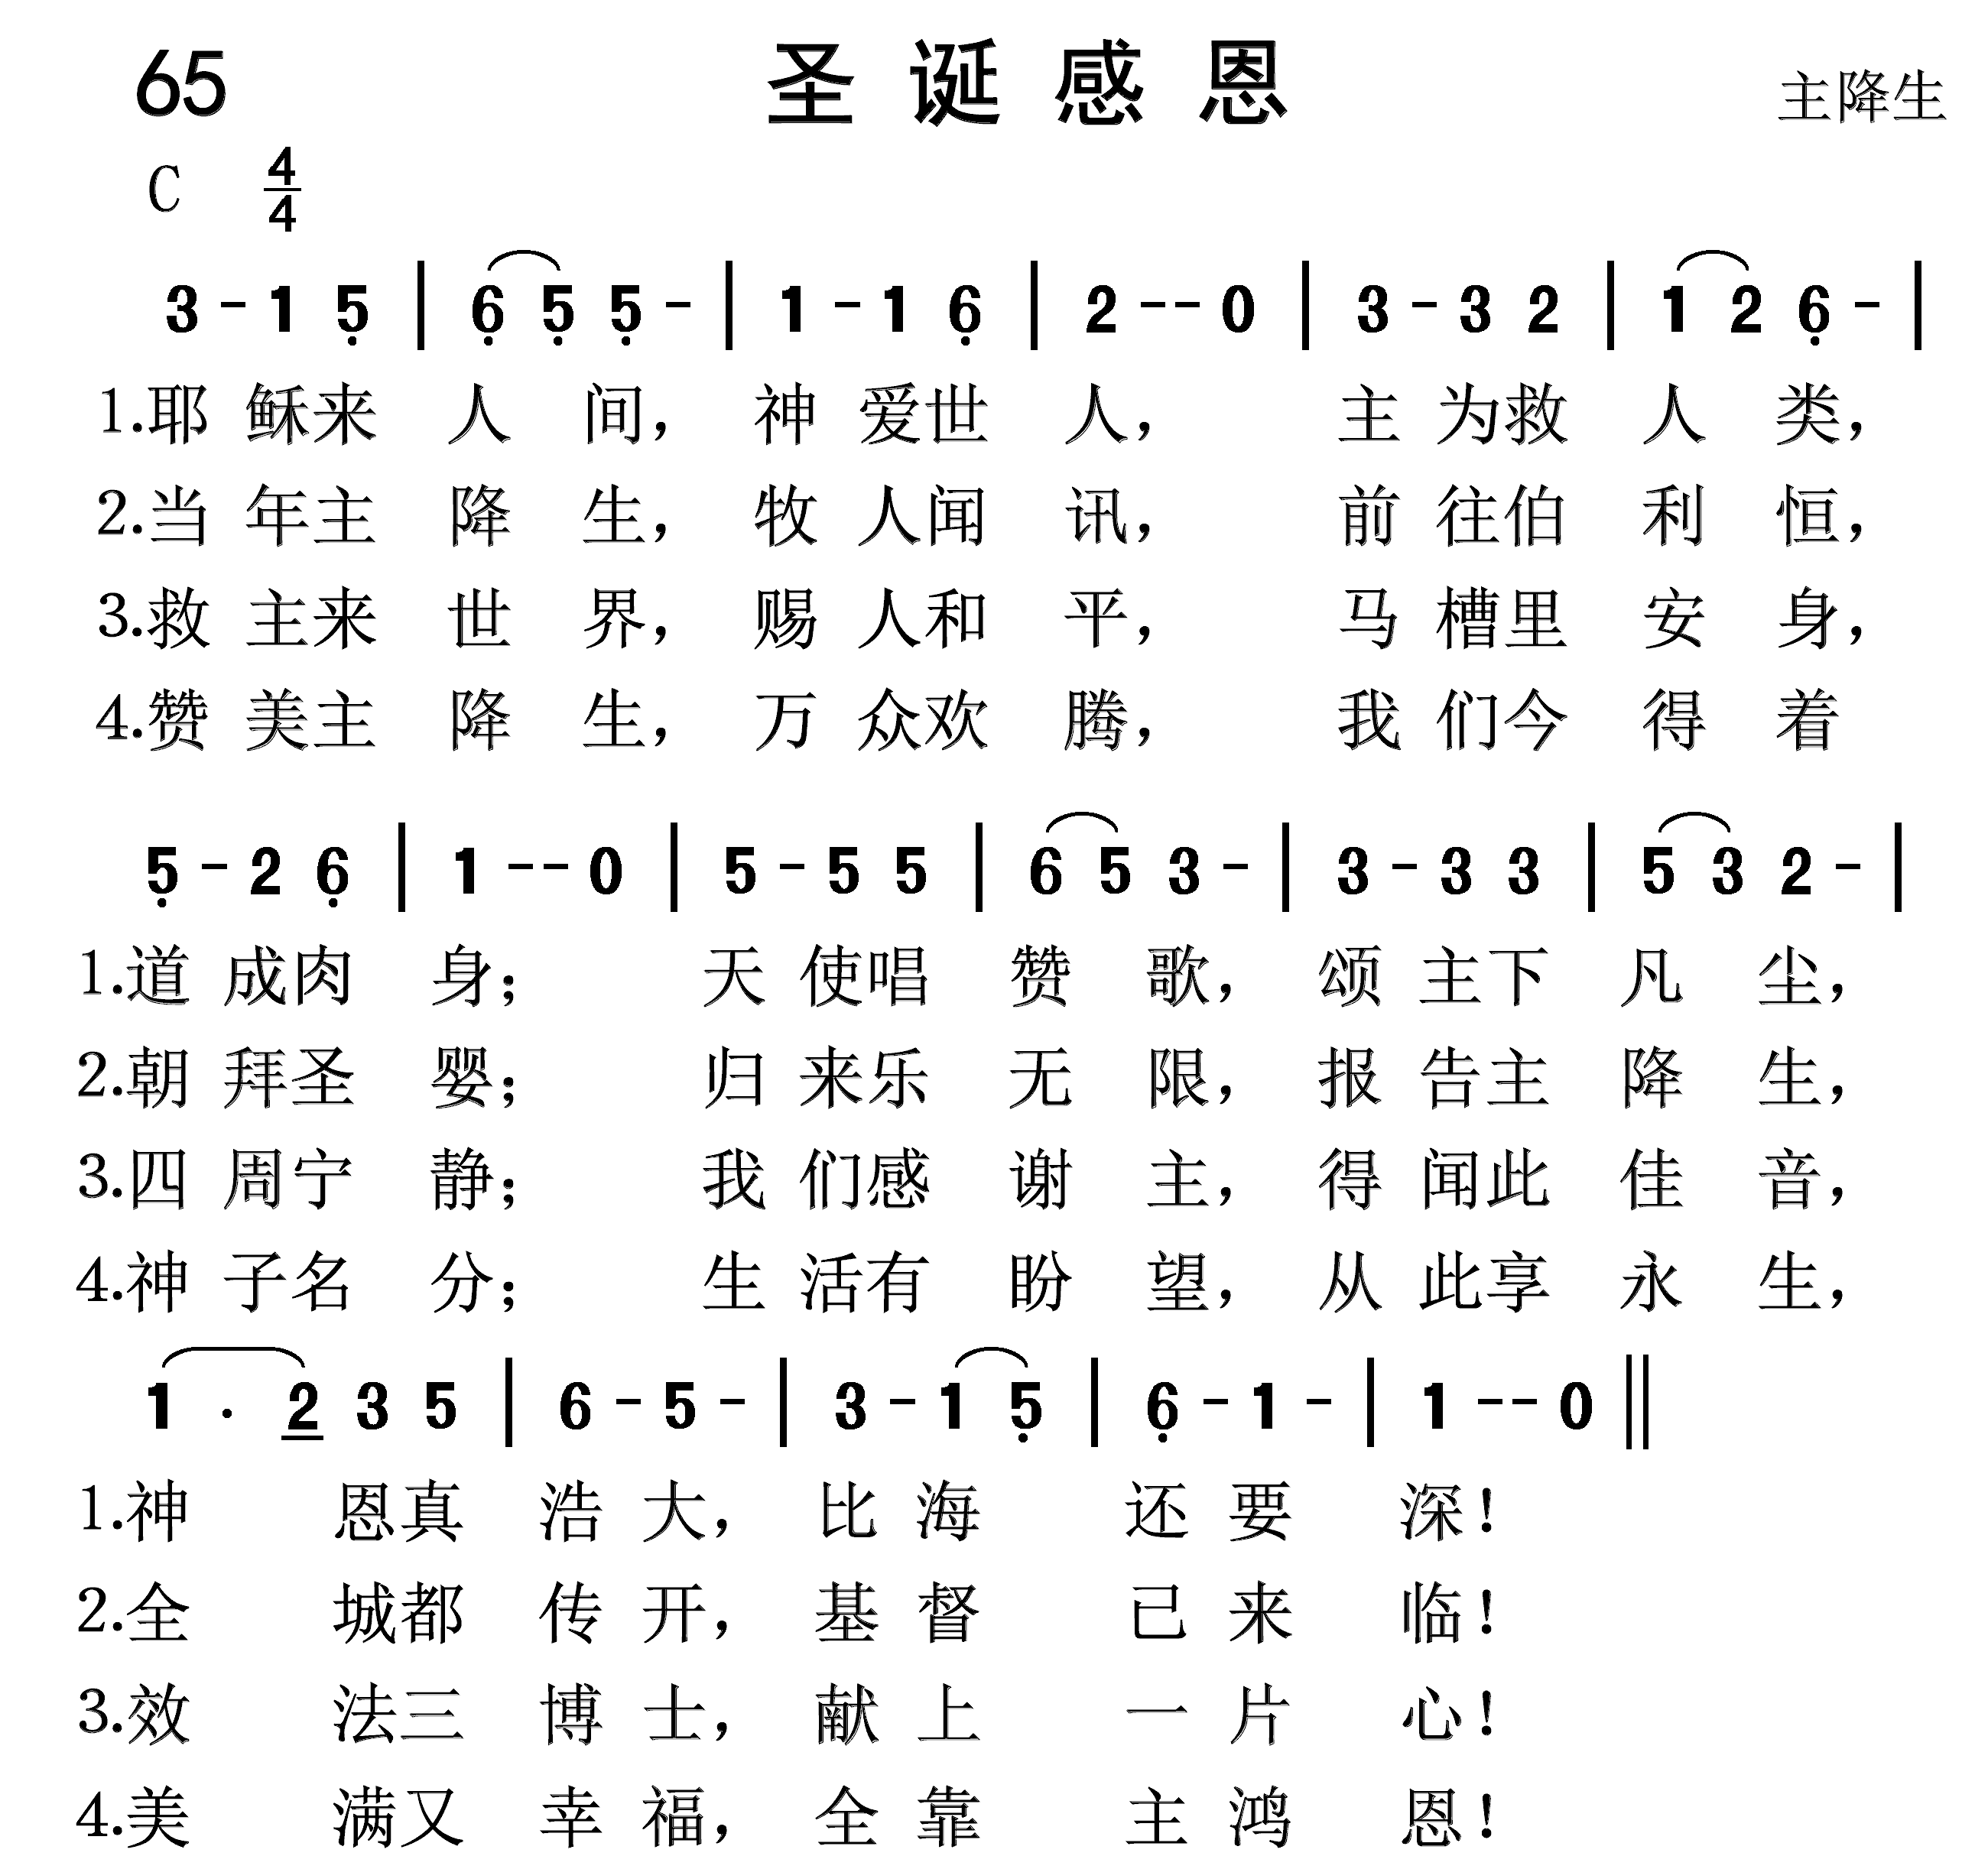 65 圣诞感恩 主降生
C 4/4
3 - 1 5̣ | 6̣ 5̣ 5̣ - | 1 - 1 6̣ | 2 - - 0 | 3 - 3 2 | 1 2 6̣ - |
1.耶稣来人间，神爱世人，主为救人类，
2.当年主降生，牧人闻讯，前往伯利恒，
3.救主来世界，赐人和平，马槽里安身，
4.赞美主降生，万众欢腾，我们今得着
5̣ - 2 6̣ | 1 - - 0 | 5 - 5 5 | 6 5 3 - | 3 - 3 3 | 5 3 2 - |
1.道成肉身；天使唱赞歌，颂主下凡尘，
2.朝拜圣婴；归来乐无限，报告主降生，
3.四周宁静；我们感谢主，得闻此佳音，
4.神子名分；生活有盼望，从此享永生，
1 · 2̲ 3 5 | 6 - 5 - | 3 - 1 5̣ | 6̣ - 1 - | 1 - - 0 ‖
1.神恩真浩大，比海还要深！
2.全城都传开，基督已来临！
3.效法三博士，献上一片心！
4.美满又幸福，全靠主鸿恩！